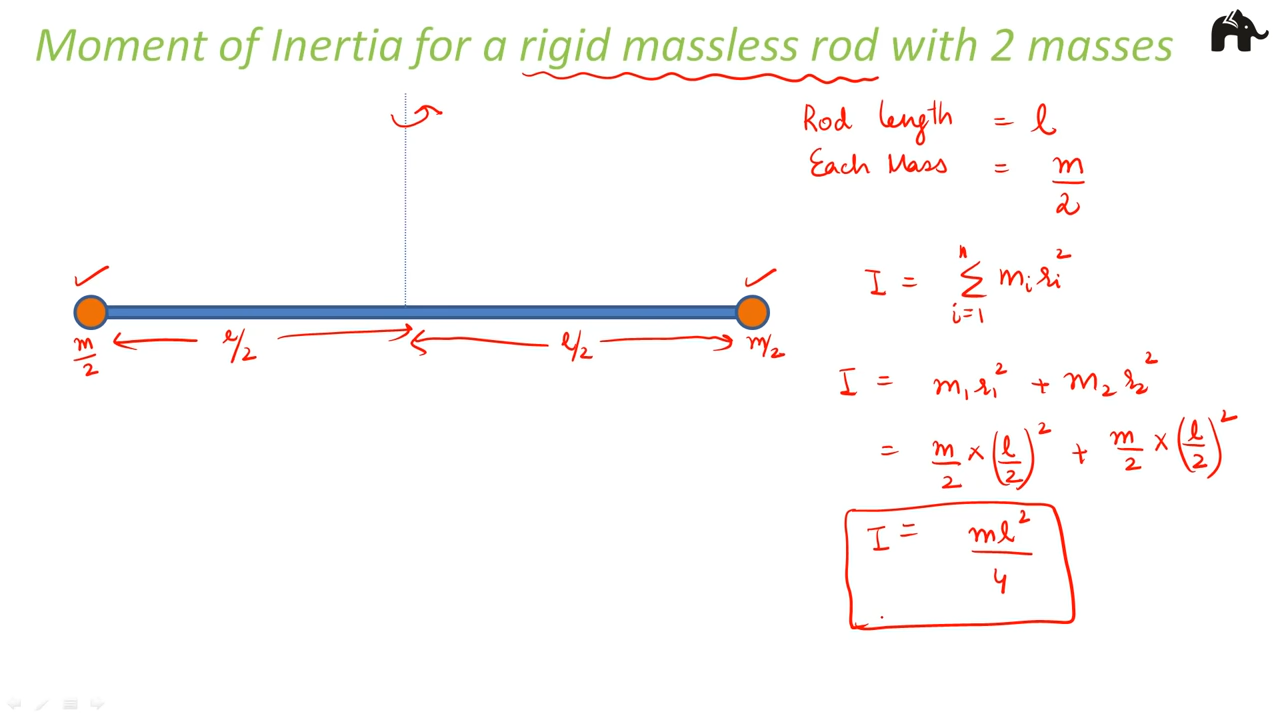 Moment of Inertia for a rigid massless rod with 2 masses
Rod length = l
Each Mass = m/2
I = n Σ i=1 mᵢrᵢ²
m/2 l/2 l/2 m/2
I = m₁r₁² + m₂r₂²
= m/2 × (l/2)² + m/2 × (l/2)²
I = ml²/4